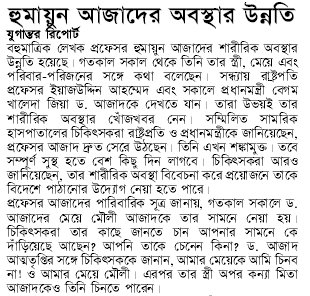 হুমায়ুন আজাদের অবস্থার উন্নতি
যুগান্তর রিপোর্ট
বহুমাত্রিক লেখক প্রফেসর হুমায়ুন আজাদের শারীরিক অবস্থার
উন্নতি হয়েছে। গতকাল সকাল থেকে তিনি তার স্ত্রী, মেয়ে এবং
পরিবার-পরিজনের সঙ্গে কথা বলেছেন। সন্ধ্যায় রাষ্ট্রপতি
প্রফেসর ইয়াজউদ্দিন আহম্মেদ এবং সকালে প্রধানমন্ত্রী বেগম
খালেদা জিয়া ড. আজাদকে দেখতে যান। তারা উভয়ই তার
শারীরিক অবস্থার খোঁজখবর নেন। সম্মিলিত সামরিক
হাসপাতালের চিকিৎসকরা রাষ্ট্রপ্রতি ও প্রধানমন্ত্রীকে জানিয়েছেন,
প্রফেসর আজাদ দ্রুত সেরে উঠছেন। তিনি এখন শঙ্কামুক্ত। তবে
সম্পূর্ণ সুস্থ হতে বেশ কিছু দিন লাগবে। চিকিৎসকরা আরও
জানিয়েছেন, তার শারীরিক অবস্থা বিবেচনা করে প্রয়োজনে তাকে
বিদেশে পাঠানোর উদ্যোগ নেয়া হতে পারে।
প্রফেসর আজাদের পারিবারিক সূত্র জানায়, গতকাল সকালে ড.
আজাদের মেয়ে মৌলী আজাদকে তার সামনে নেয়া হয়।
চিকিৎসকরা তার কাছে জানতে চান আপনার সামনে কে
দাঁড়িয়েছে আছেন? আপনি তাকে চেনেন কিনা? ড. আজাদ
আত্মতৃপ্তির সঙ্গে চিকিৎসককে জানান, আমার মেয়েকে আমি চিনব
না! ও আমার মেয়ে মৌলী। এরপর তার স্ত্রী অপর কন্যা মিতা
আজাদকেও তিনি চিনতে পারেন।